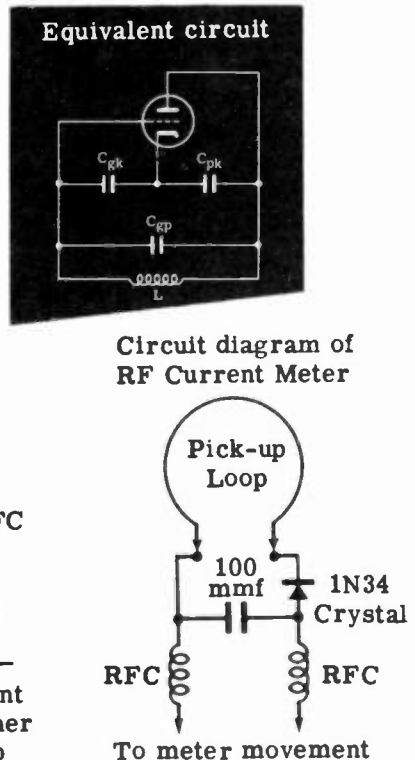 Equivalent circuit
Cgk
Cpk
Cgp
L
Circuit diagram of
RF Current Meter
Pick-up
Loop
100
mmf
1N34
Crystal
RFC
RFC
To meter movement